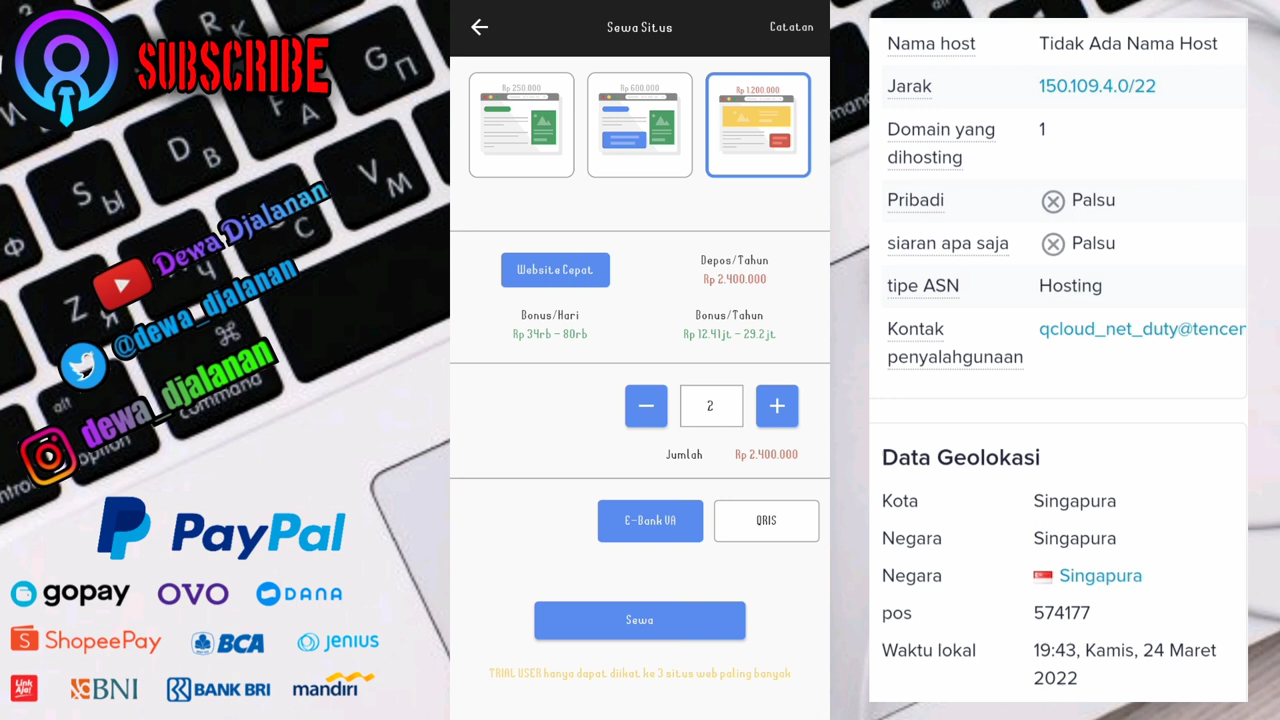 SUBSCRIBE
Dewa Djalanan
@dewa_djalanan
dewa_djalanan
PayPal
gopay
OVO
DANA
ShopeePay
BCA
jenius
Link Aja!
BNI
BANK BRI
mandiri
Sewa Situs
Catatan
Rp 250.000
Rp 600.000
Rp 1.200.000
Website Cepat
Depos/Tahun
Rp 2.400.000
Bonus/Hari
Rp 34rb - 80rb
Bonus/Tahun
Rp 12.41jt - 29.2jt
2
Jumlah
Rp 2.400.000
E-Bank VA
QRIS
Sewa
TRIAL USER hanya dapat diikat ke 3 situs web paling banyak
Nama host
Tidak Ada Nama Host
Jarak
150.109.4.0/22
Domain yang
dihosting
1
Pribadi
Palsu
siaran apa saja
Palsu
tipe ASN
Hosting
Kontak
penyalahgunaan
qcloud_net_duty@tencen
Data Geolokasi
Kota
Singapura
Negara
Singapura
Negara
Singapura
pos
574177
Waktu lokal
19:43, Kamis, 24 Maret
2022